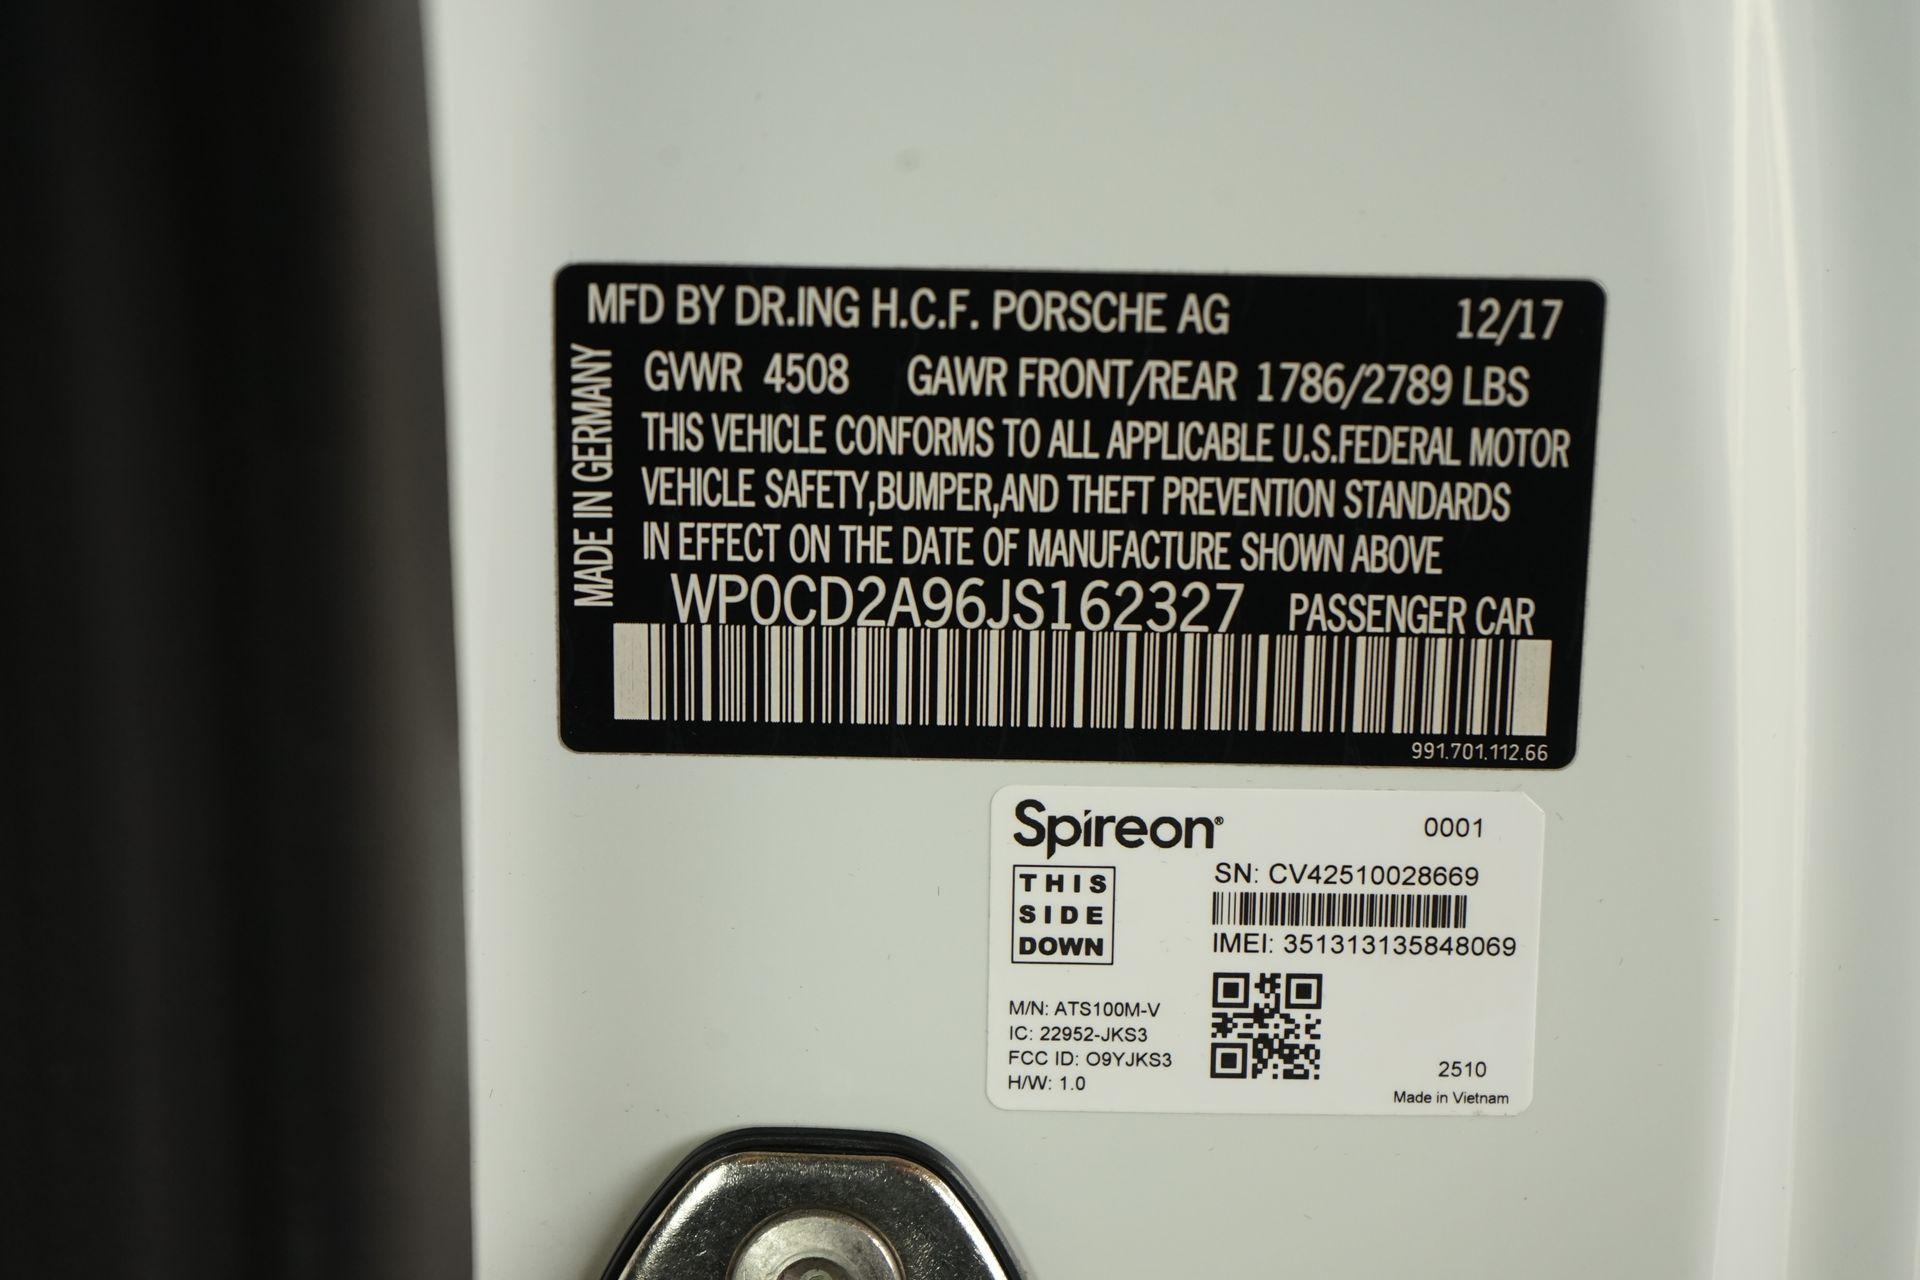 MFD BY DR.ING H.C.F. PORSCHE AG 12/17
MADE IN GERMANY
GVWR 4508 GAWR FRONT/REAR 1786/2789 LBS
THIS VEHICLE CONFORMS TO ALL APPLICABLE U.S.FEDERAL MOTOR
VEHICLE SAFETY,BUMPER,AND THEFT PREVENTION STANDARDS
IN EFFECT ON THE DATE OF MANUFACTURE SHOWN ABOVE
WP0CD2A96JS162327 PASSENGER CAR
991.701.112.66
Spireon® 0001
THIS
SIDE
DOWN
SN: CV42510028669
IMEI: 351313135848069
M/N: ATS100M-V
IC: 22952-JKS3
FCC ID: O9YJKS3
H/W: 1.0
2510
Made in Vietnam